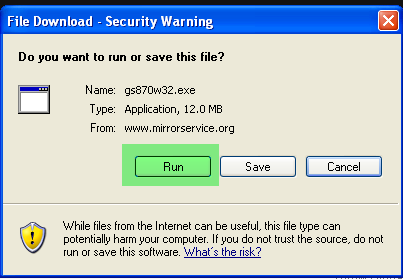 File Download - Security Warning
Do you want to run or save this file?
Name: gs870w32.exe
Type: Application, 12.0 MB
From: www.mirrorservice.org
Run Save Cancel
While files from the Internet can be useful, this file type can
potentially harm your computer. If you do not trust the source, do not
run or save this software. What's the risk?